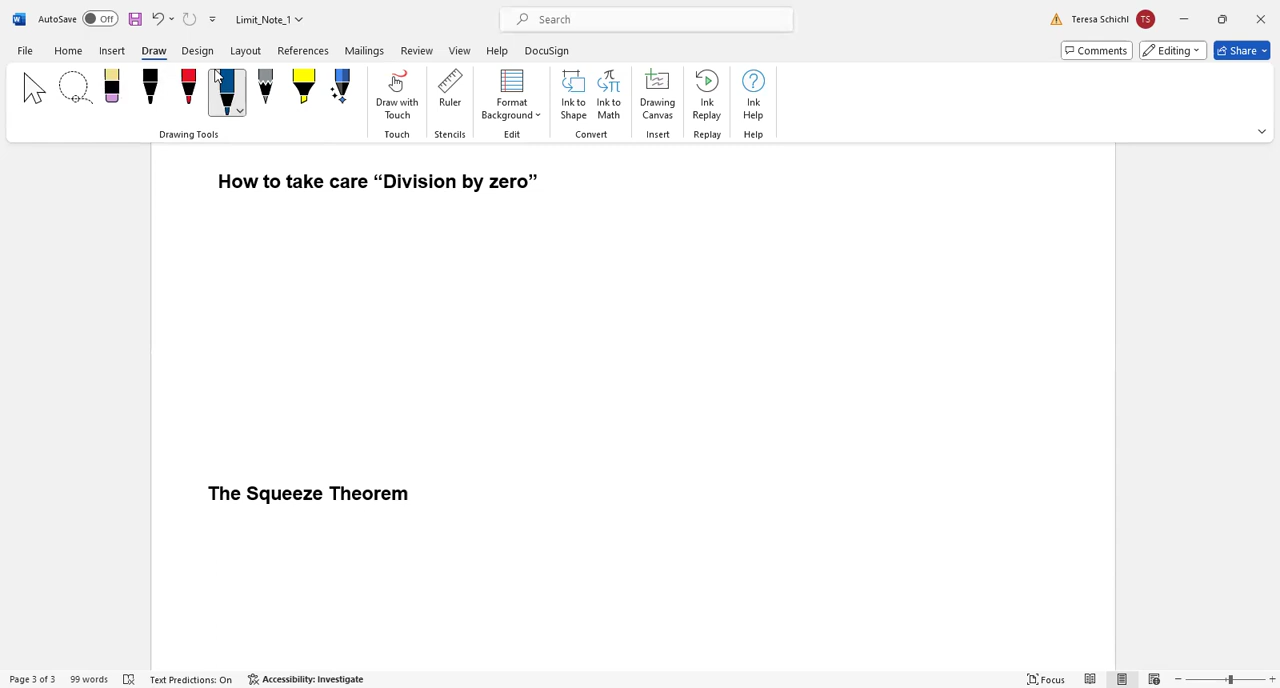 AutoSave Off Limit_Note_1 Search Teresa Schichl TS
File Home Insert Draw Design Layout References Mailings Review View Help DocuSign Comments Editing Share
Draw with Touch Ruler Format Background Ink to Shape Ink to Math Drawing Canvas Ink Replay Ink Help
Drawing Tools Touch Stencils Edit Convert Insert Replay Help
How to take care “Division by zero”
The Squeeze Theorem
Page 3 of 3 99 words Text Predictions: On Accessibility: Investigate Focus